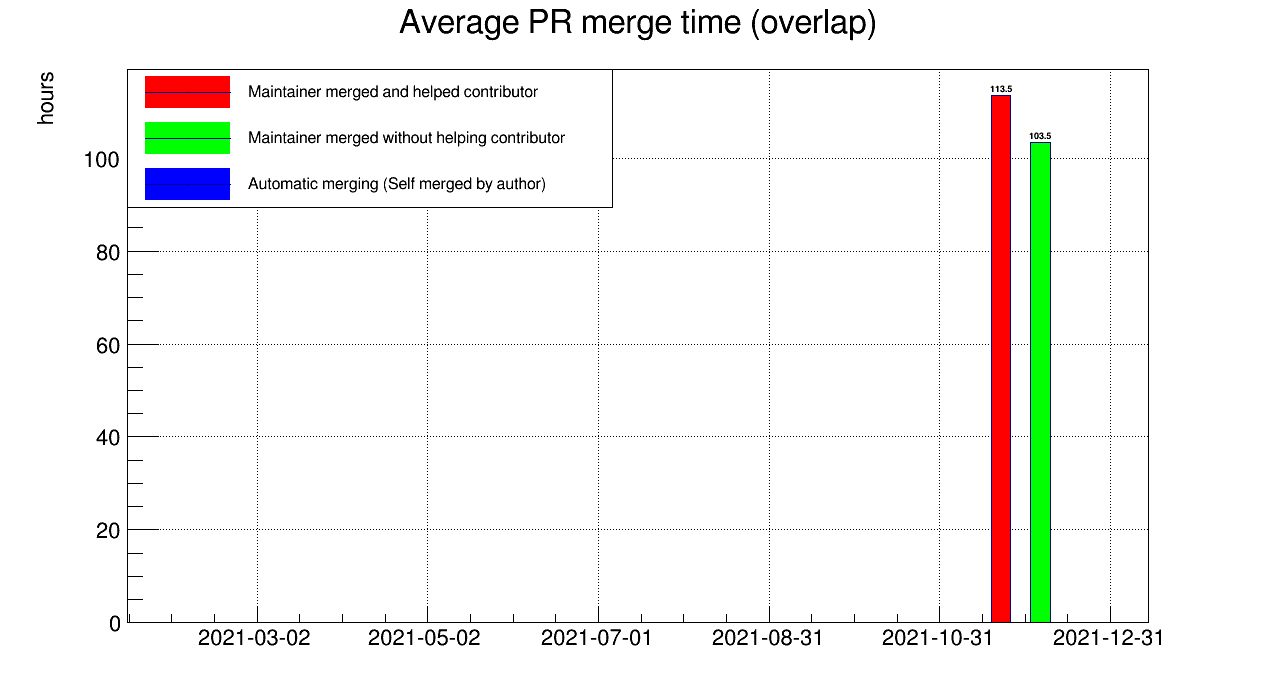 Average PR merge time (overlap)
hours
Maintainer merged and helped contributor
Maintainer merged without helping contributor
Automatic merging (Self merged by author)
113.5
103.5
100
80
60
40
20
0
2021-03-02 2021-05-02 2021-07-01 2021-08-31 2021-10-31 2021-12-31